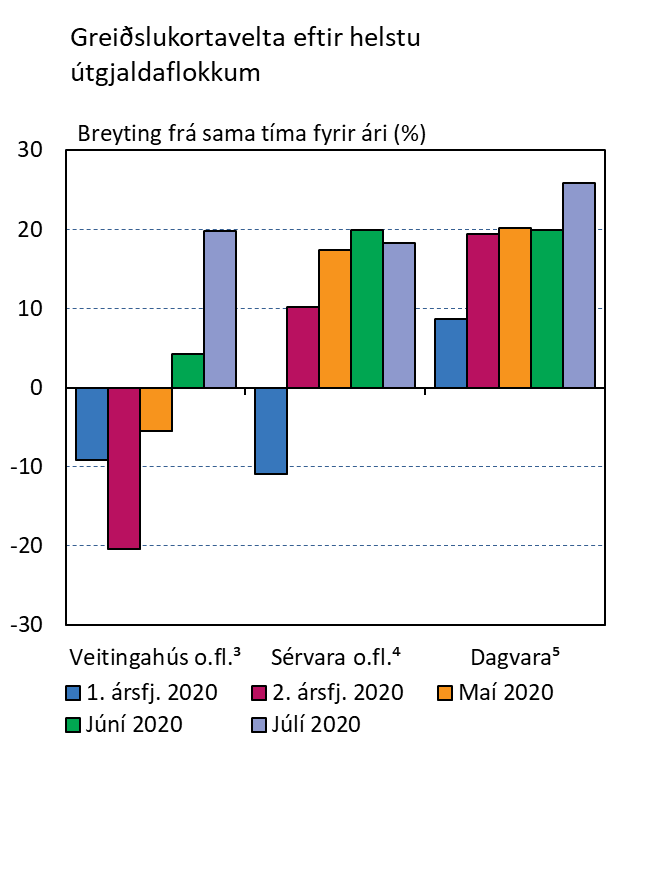 Greiðslukortavelta eftir helstu
útgjaldaflokkum
Breyting frá sama tíma fyrir ári (%)
30
20
10
0
-10
-20
-30
Veitingahús o.fl.³ Sérvara o.fl.⁴ Dagvara⁵
1. ársfj. 2020 2. ársfj. 2020 Maí 2020
Júní 2020 Júlí 2020